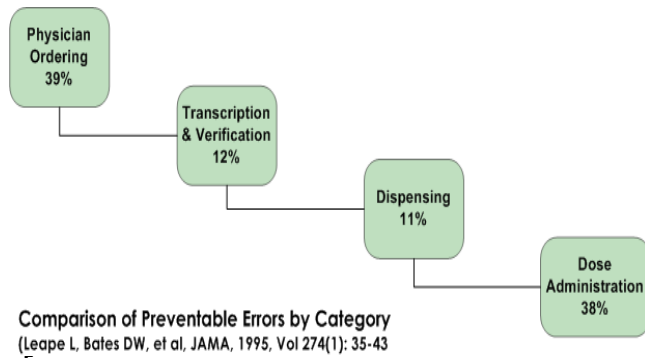 Physician
Ordering
39%
Transcription
& Verification
12%
Dispensing
11%
Dose
Administration
38%
Comparison of Preventable Errors by Category
(Leape L, Bates DW, et al, JAMA, 1995, Vol 274(1): 35-43